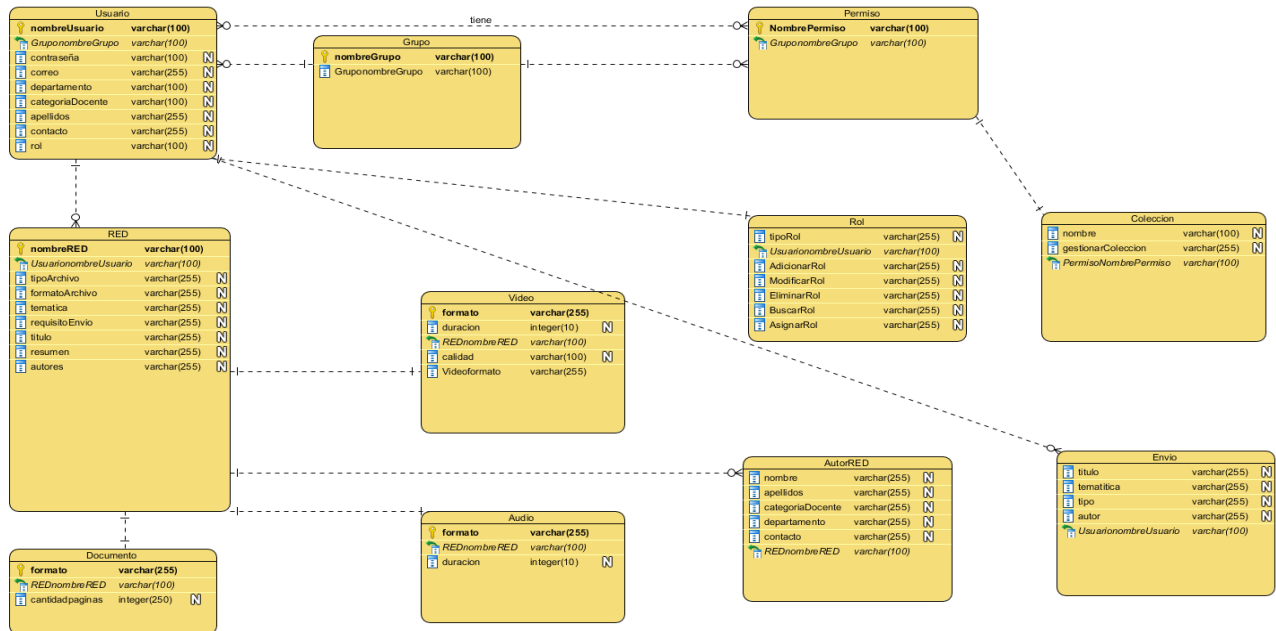 Usuario
nombreUsuario varchar(100)
GruponombreGrupo varchar(100)
contraseña varchar(100) N
correo varchar(255) N
departamento varchar(100) N
categoriaDocente varchar(100) N
apellidos varchar(255) N
contacto varchar(255) N
rol varchar(100) N
tiene
Grupo
nombreGrupo varchar(100)
GruponombreGrupo varchar(100)
Permiso
NombrePermiso varchar(100)
GruponombreGrupo varchar(100)
RED
nombreRED varchar(100)
UsuarionombreUsuario varchar(100)
tipoArchivo varchar(255) N
formatoArchivo varchar(255) N
tematica varchar(255) N
requisitoEnvio varchar(255) N
titulo varchar(255) N
resumen varchar(255) N
autores varchar(255) N
Rol
tipoRol varchar(255) N
UsuarionombreUsuario varchar(100)
AdicionarRol varchar(255) N
ModificarRol varchar(255) N
EliminarRol varchar(255) N
BuscarRol varchar(255) N
AsignarRol varchar(255) N
Coleccion
nombre varchar(100) N
gestionarColeccion varchar(255) N
PermisoNombrePermiso varchar(100)
Video
formato varchar(255)
duracion integer(10) N
REDnombreRED varchar(100)
calidad varchar(100) N
Videoformato varchar(255)
AutorRED
nombre varchar(255) N
apellidos varchar(255) N
categoriaDocente varchar(255) N
departamento varchar(255) N
contacto varchar(255) N
REDnombreRED varchar(100)
Envio
titulo varchar(255) N
tematitica varchar(255) N
tipo varchar(255) N
autor varchar(255) N
UsuarionombreUsuario varchar(100)
Audio
formato varchar(255)
REDnombreRED varchar(100)
duracion integer(10) N
Documento
formato varchar(255)
REDnombreRED varchar(100)
cantidadpaginas integer(250) N